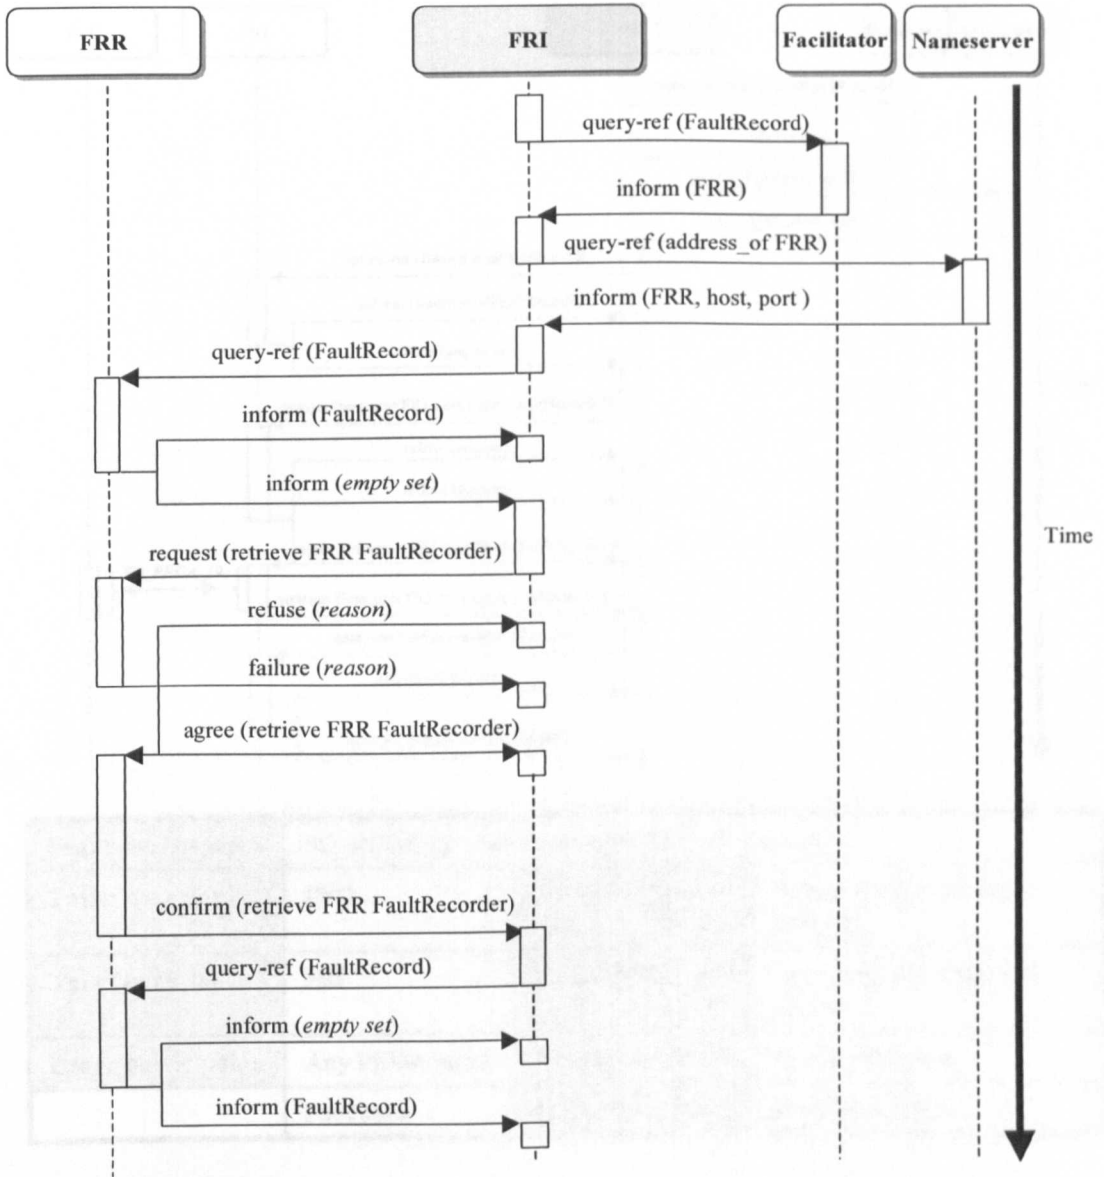 FRR
FRI
Facilitator
Nameserver
query-ref (FaultRecord)
inform (FRR)
query-ref (address_of FRR)
inform (FRR, host, port )
query-ref (FaultRecord)
inform (FaultRecord)
inform (empty set)
Time
request (retrieve FRR FaultRecorder)
refuse (reason)
failure (reason)
agree (retrieve FRR FaultRecorder)
confirm (retrieve FRR FaultRecorder)
query-ref (FaultRecord)
inform (empty set)
inform (FaultRecord)